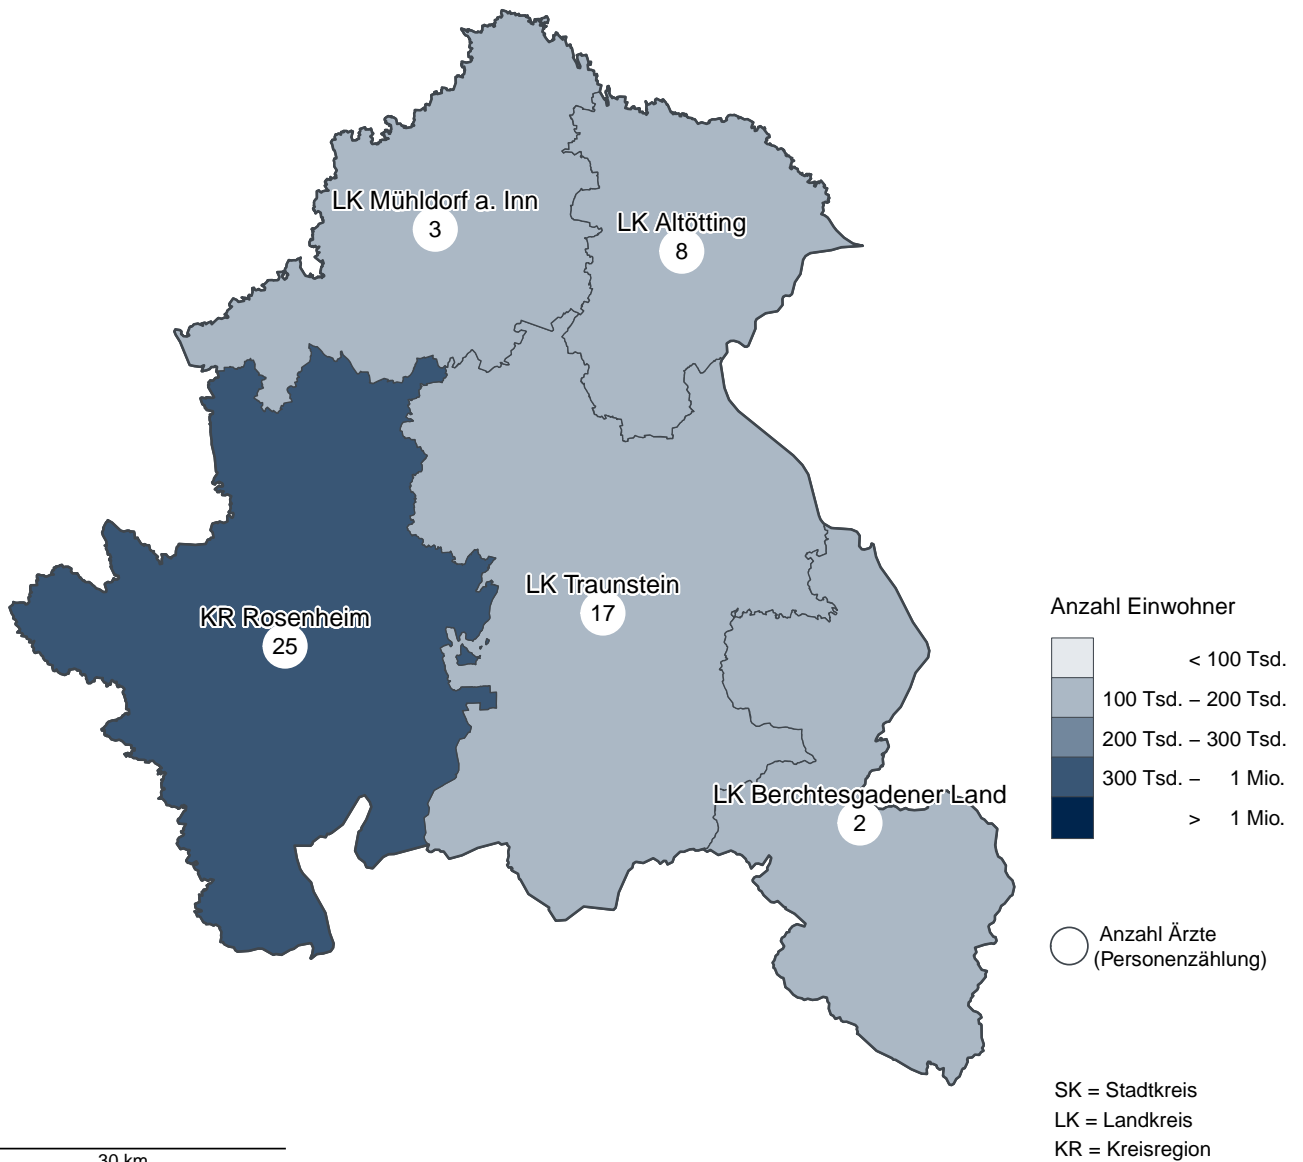 LK Mühldorf a. Inn
3
LK Altötting
8
LK Traunstein
17
KR Rosenheim
25
LK Berchtesgadener Land
2
Anzahl Einwohner
< 100 Tsd.
100 Tsd. – 200 Tsd.
200 Tsd. – 300 Tsd.
300 Tsd. – 1 Mio.
> 1 Mio.
Anzahl Ärzte
(Personenzählung)
SK = Stadtkreis
LK = Landkreis
KR = Kreisregion
30 km